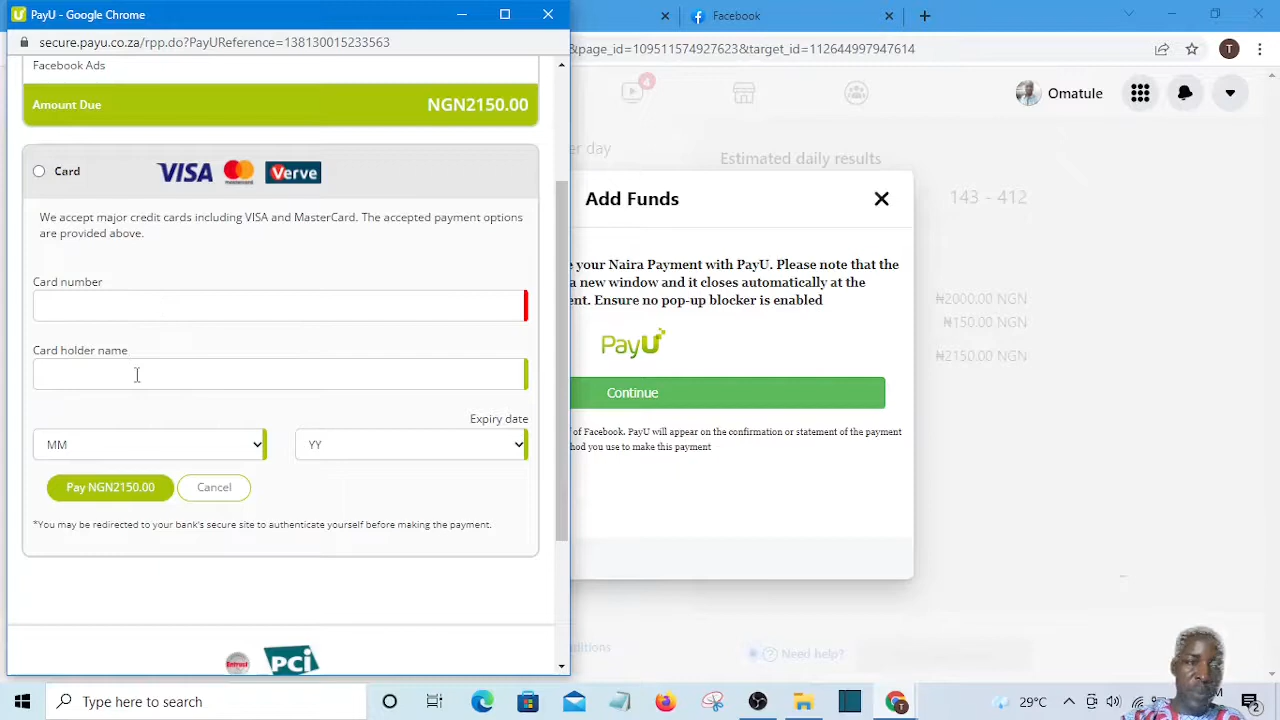 PayU - Google Chrome
Facebook
secure.payu.co.za/rpp.do?PayUReference=138130015233563
&page_id=109511574927623&target_id=112644997947614
T
Facebook Ads
Amount Due
NGN2150.00
4
Omatule
er day
Estimated daily results
143 - 412
Card
VISA
mastercard
Verve
We accept major credit cards including VISA and MasterCard. The accepted payment options
are provided above.
Card number
Card holder name
Expiry date
MM
YY
Pay NGN2150.00
Cancel
*You may be redirected to your bank's secure site to authenticate yourself before making the payment.
Entrust
PCI
Add Funds
e your Naira Payment with PayU. Please note that the
a new window and it closes automatically at the
ent. Ensure no pop-up blocker is enabled
PayU
Continue
of Facebook. PayU will appear on the confirmation or statement of the payment
hod you use to make this payment
₦2000.00 NGN
₦150.00 NGN
₦2150.00 NGN
nditions
Need help?
Type here to search
T
29°C
2